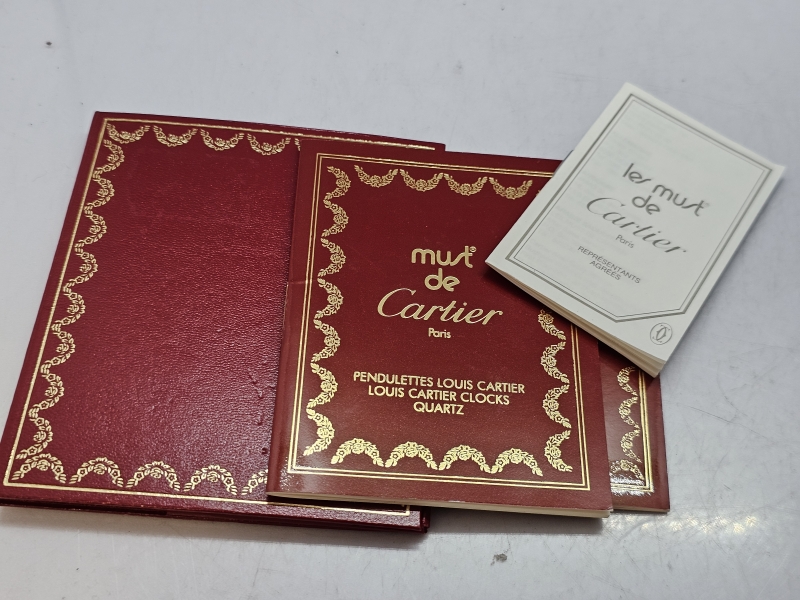 must®
de
Cartier
Paris
PENDULETTES LOUIS CARTIER
LOUIS CARTIER CLOCKS
QUARTZ
les must®
de
Cartier
Paris
REPRÉSENTANTS
AGRÉÉS